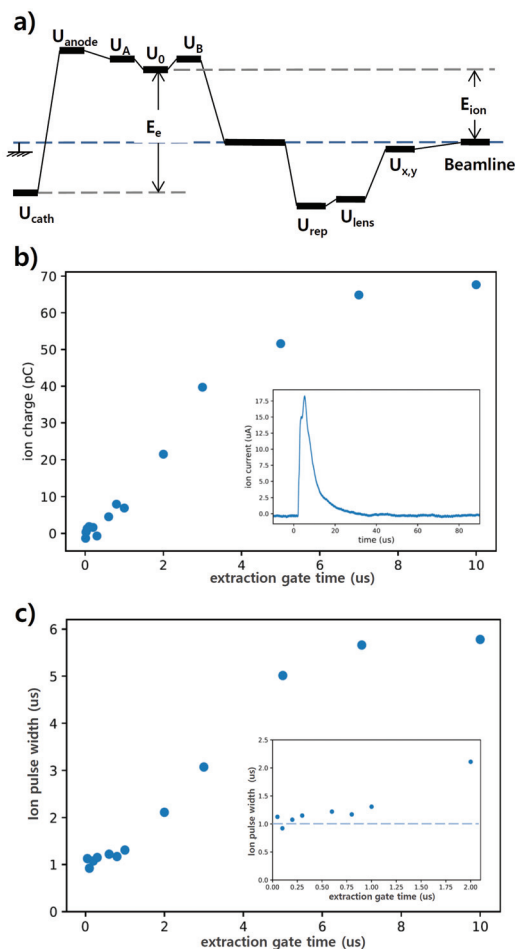 a)
U_anode U_A U_0 U_B
E_e
E_ion
U_cath
U_rep U_lens U_x,y Beamline
b)
70
60
50
40
30
20
10
0
ion charge (pC)
0 2 4 6 8 10
extraction gate time (us)
17.5
15.0
12.5
10.0
7.5
5.0
2.5
0.0
ion current (uA)
0 20 40 60 80
time (us)
c)
6
5
4
3
2
1
0
Ion pulse width (us)
0 2 4 6 8 10
extraction gate time (us)
2.5
2.0
1.5
1.0
0.5
0.0
Ion pulse width (us)
0.00 0.25 0.50 0.75 1.00 1.25 1.50 1.75 2.00
extraction gate time (us)